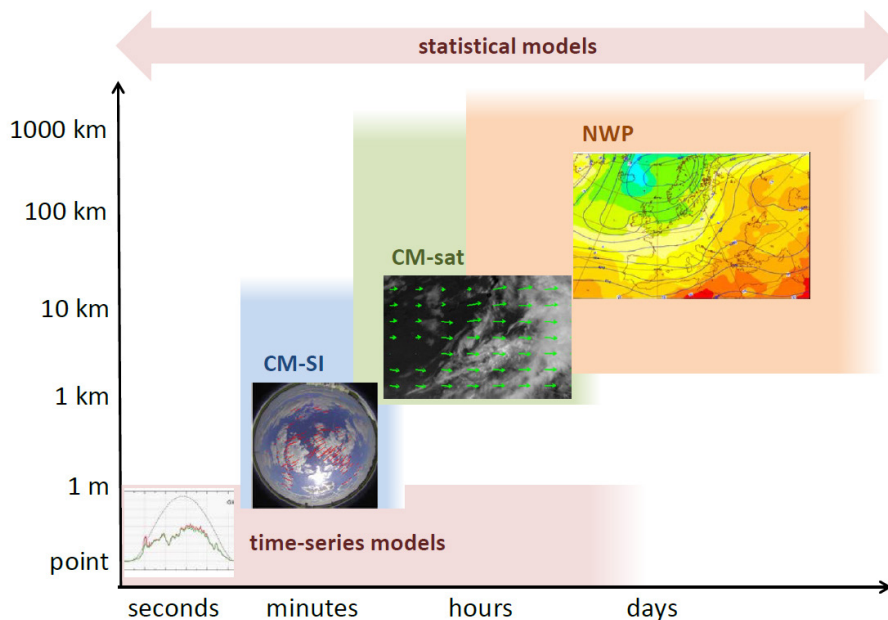 statistical models
1000 km
NWP
100 km
CM-sat
10 km
CM-SI
1 km
1 m
time-series models
point
seconds minutes hours days